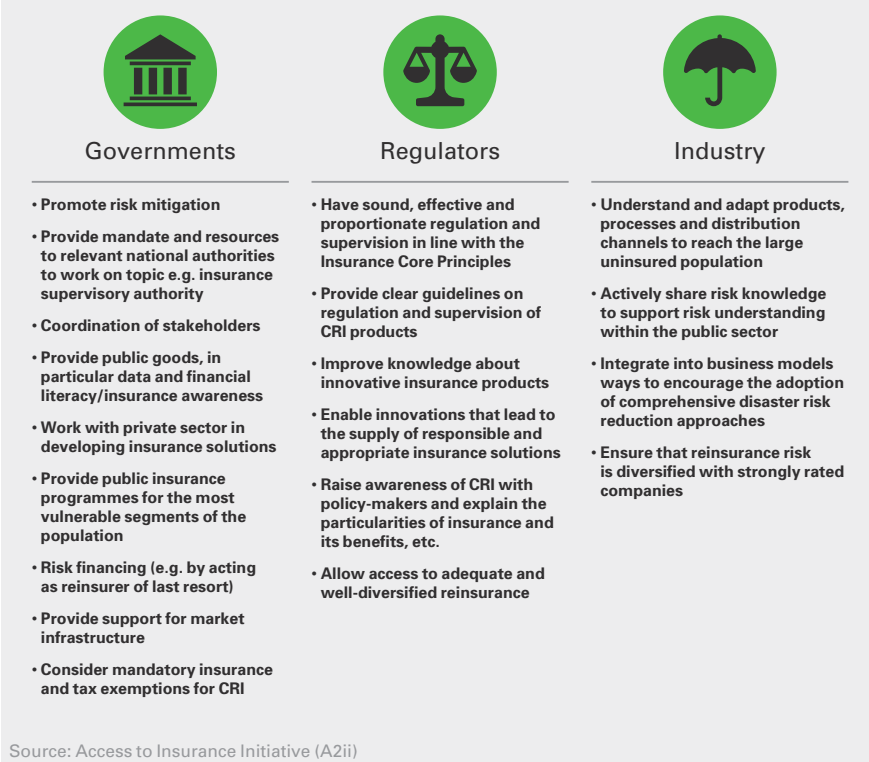 Governments
• Promote risk mitigation
• Provide mandate and resources
to relevant national authorities
to work on topic e.g. insurance
supervisory authority
• Coordination of stakeholders
• Provide public goods, in
particular data and financial
literacy/insurance awareness
• Work with private sector in
developing insurance solutions
• Provide public insurance
programmes for the most
vulnerable segments of the
population
• Risk financing (e.g. by acting
as reinsurer of last resort)
• Provide support for market
infrastructure
• Consider mandatory insurance
and tax exemptions for CRI
Regulators
• Have sound, effective and
proportionate regulation and
supervision in line with the
Insurance Core Principles
• Provide clear guidelines on
regulation and supervision of
CRI products
• Improve knowledge about
innovative insurance products
• Enable innovations that lead to
the supply of responsible and
appropriate insurance solutions
• Raise awareness of CRI with
policy-makers and explain the
particularities of insurance and
its benefits, etc.
• Allow access to adequate and
well-diversified reinsurance
Industry
• Understand and adapt products,
processes and distribution
channels to reach the large
uninsured population
• Actively share risk knowledge
to support risk understanding
within the public sector
• Integrate into business models
ways to encourage the adoption
of comprehensive disaster risk
reduction approaches
• Ensure that reinsurance risk
is diversified with strongly rated
companies
Source: Access to Insurance Initiative (A2ii)